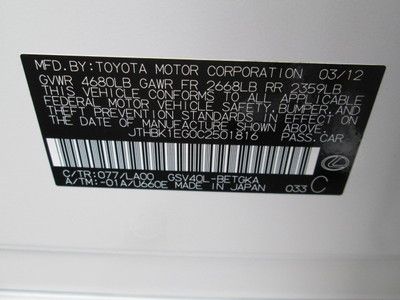 MFD.BY:TOYOTA MOTOR CORPORATION 03/12
GVWR 4680LB GAWR FR 2668LB RR 2359LB
THIS VEHICLE CONFORMS TO ALL APPLICABLE
FEDERAL MOTOR VEHICLE SAFETY,BUMPER,AND
THEFT PREVENTION STANDARDS IN EFFECT ON
THE DATE OF MANUFACTURE SHOWN ABOVE.
JTHBK1EG0C2501816 PASS.CAR
C/TR:077/LA00 GSV40L-BETGKA
A/TM:-01A/U660E MADE IN JAPAN 033 C